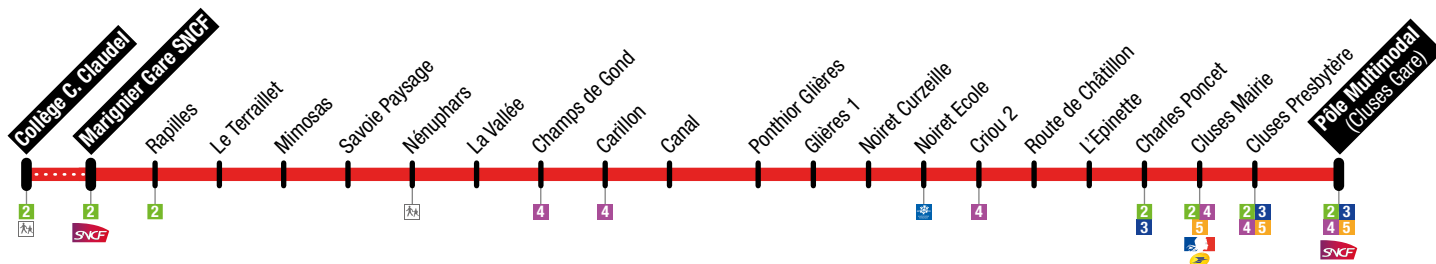 Collège C. Claudel
Marignier Gare SNCF
Rapilles
Le Terraillet
Mimosas
Savoie Paysage
Nénuphars
La Vallée
Champs de Gond
Carillon
Canal
Ponthior Glières
Glières 1
Noiret Curzeille
Noiret Ecole
Criou 2
Route de Châtillon
L'Epinette
Charles Poncet
Cluses Mairie
Cluses Presbytère
Pôle Multimodal
(Cluses Gare)
2
2
SNCF
2
4
4
4
2
3
2 4
5
2 3
4 5
2 3
4 5
SNCF